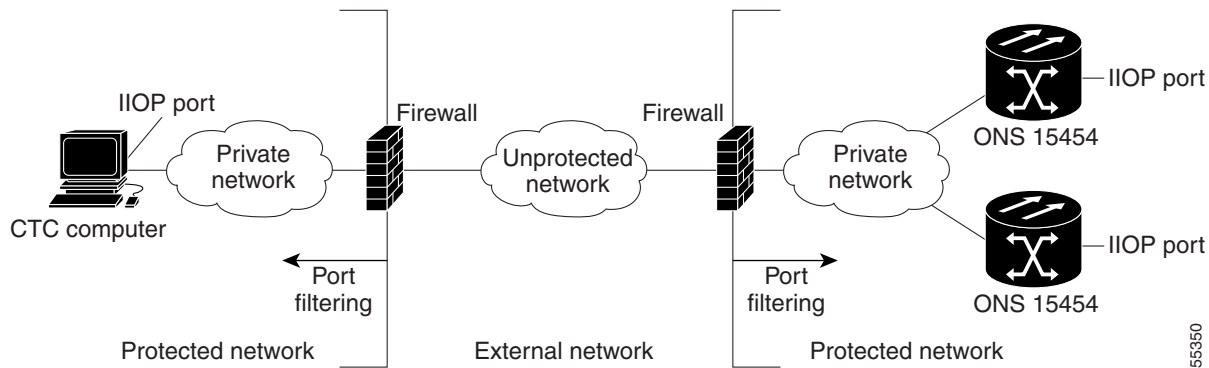 IIOP port
Private
network
CTC computer
Firewall
Unprotected
network
Firewall
Private
network
IIOP port
ONS 15454
IIOP port
ONS 15454
Port
filtering
Port
filtering
Protected network
External network
Protected network
55350